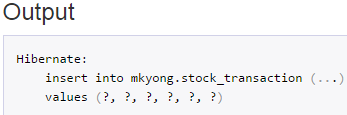 Output
Hibernate:
insert into mkyong.stock_transaction (...)
values (?, ?, ?, ?, ?, ?)